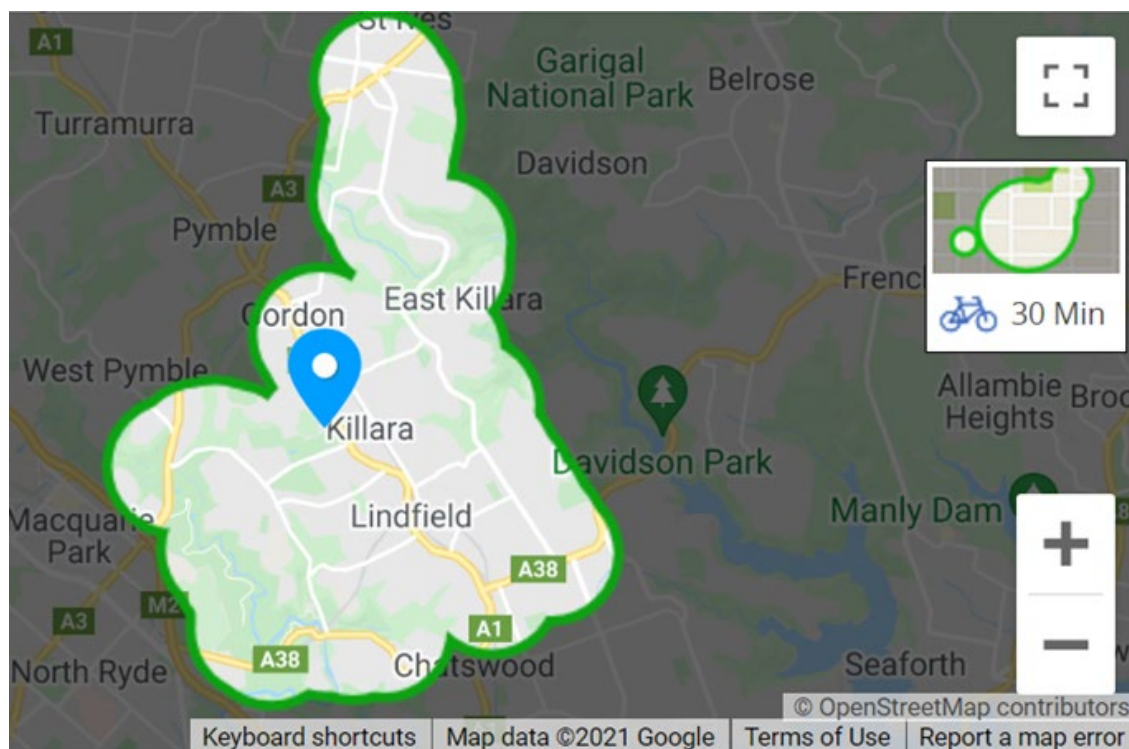 St Ives
A1
Garigal
National Park
Belrose
Turramurra
Davidson
A3
Pymble
East Killara
Gordon
30 Min
West Pymble
Allambie
Heights
Killara
Davidson Park
Lindfield
Manly Dam
Macquarie
Park
A38
M2
A3
A1
A38
Chatswood
North Ryde
Seaforth
© OpenStreetMap contributors
Keyboard shortcuts
Map data ©2021 Google
Terms of Use
Report a map error